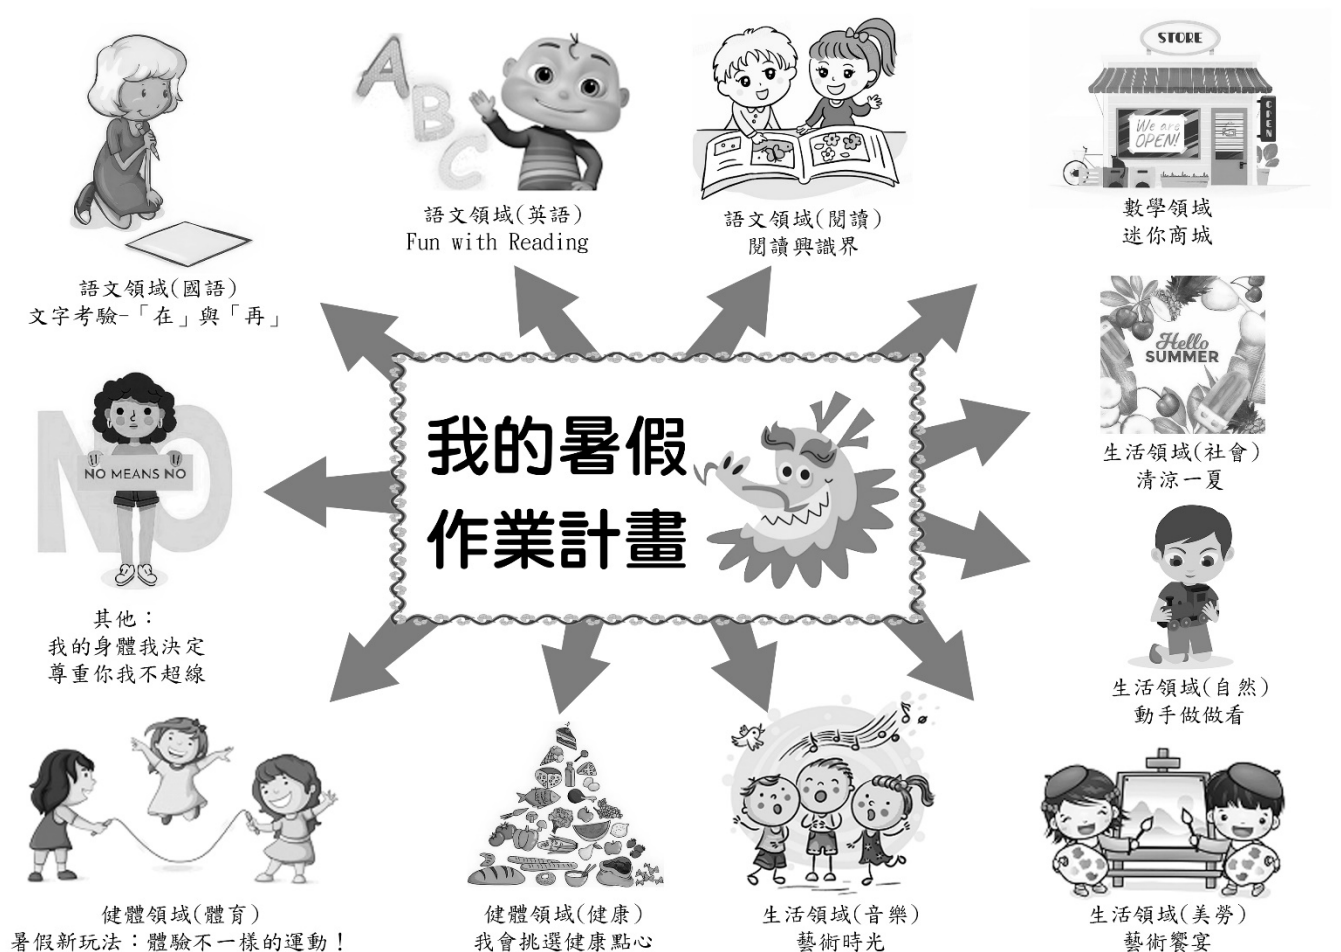 STORE
We are
OPEN!
OPEN
A
B
C
語文領域(英語)
Fun with Reading
語文領域(閱讀)
閱讀興識界
數學領域
迷你商城
語文領域(國語)
文字考驗-「在」與「再」
Hello
SUMMER
生活領域(社會)
清涼一夏
NO
NO MEANS NO
我的暑假
作業計畫
其他：
我的身體我決定
尊重你我不超線
生活領域(自然)
動手做做看
健體領域(體育)
暑假新玩法：體驗不一樣的運動！
健體領域(健康)
我會挑選健康點心
生活領域(音樂)
藝術時光
生活領域(美勞)
藝術饗宴